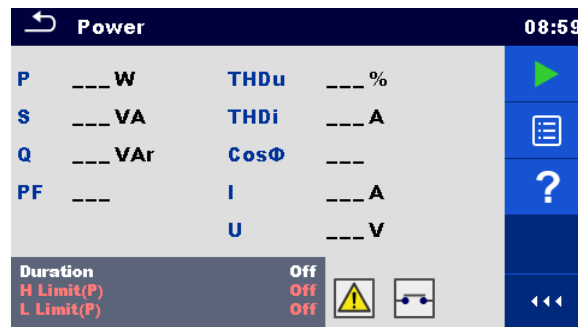 Power 08:59
P ___W THDu ___%
S ___VA THDi ___A
Q ___VAr CosΦ ___
PF ___ I ___A
U ___V
?
Duration Off
H Limit(P) Off
L Limit(P) Off